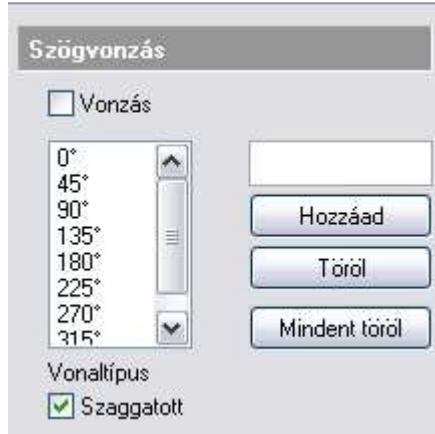 Szögvonzás
Vonzás
0°
45°
90°
135°
180°
225°
270°
315°
Hozzáad
Töröl
Mindent töröl
Vonaltípus
Szaggatott